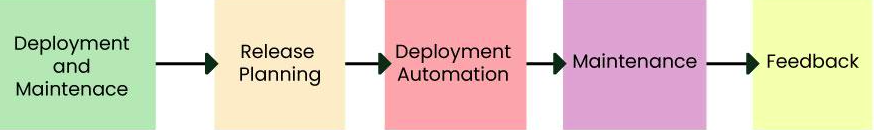 Deployment
and
Maintenace
Release
Planning
Deployment
Automation
Maintenance
Feedback